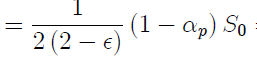 = \frac{1}{2 (2 - \epsilon)} (1 - \alpha_p) S_0